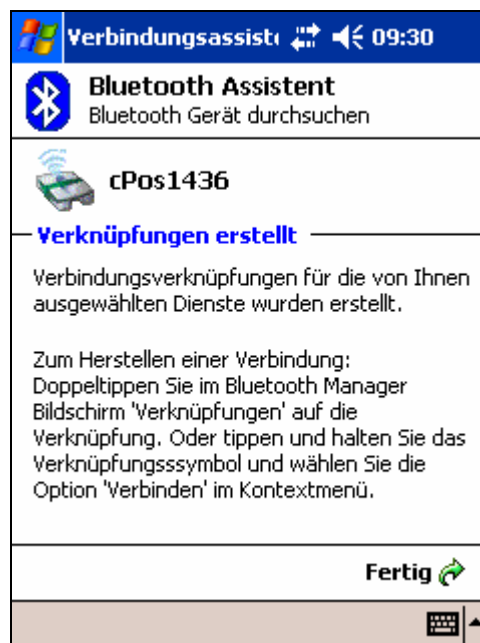 Verbindungsassiste 09:30
Bluetooth Assistent
Bluetooth Gerät durchsuchen
cPos1436
Verknüpfungen erstellt
Verbindungsverknüpfungen für die von Ihnen
ausgewählten Dienste wurden erstellt.
Zum Herstellen einer Verbindung:
Doppeltippen Sie im Bluetooth Manager
Bildschirm 'Verknüpfungen' auf die
Verknüpfung. Oder tippen und halten Sie das
Verknüpfungsssymbol und wählen Sie die
Option 'Verbinden' im Kontextmenü.
Fertig